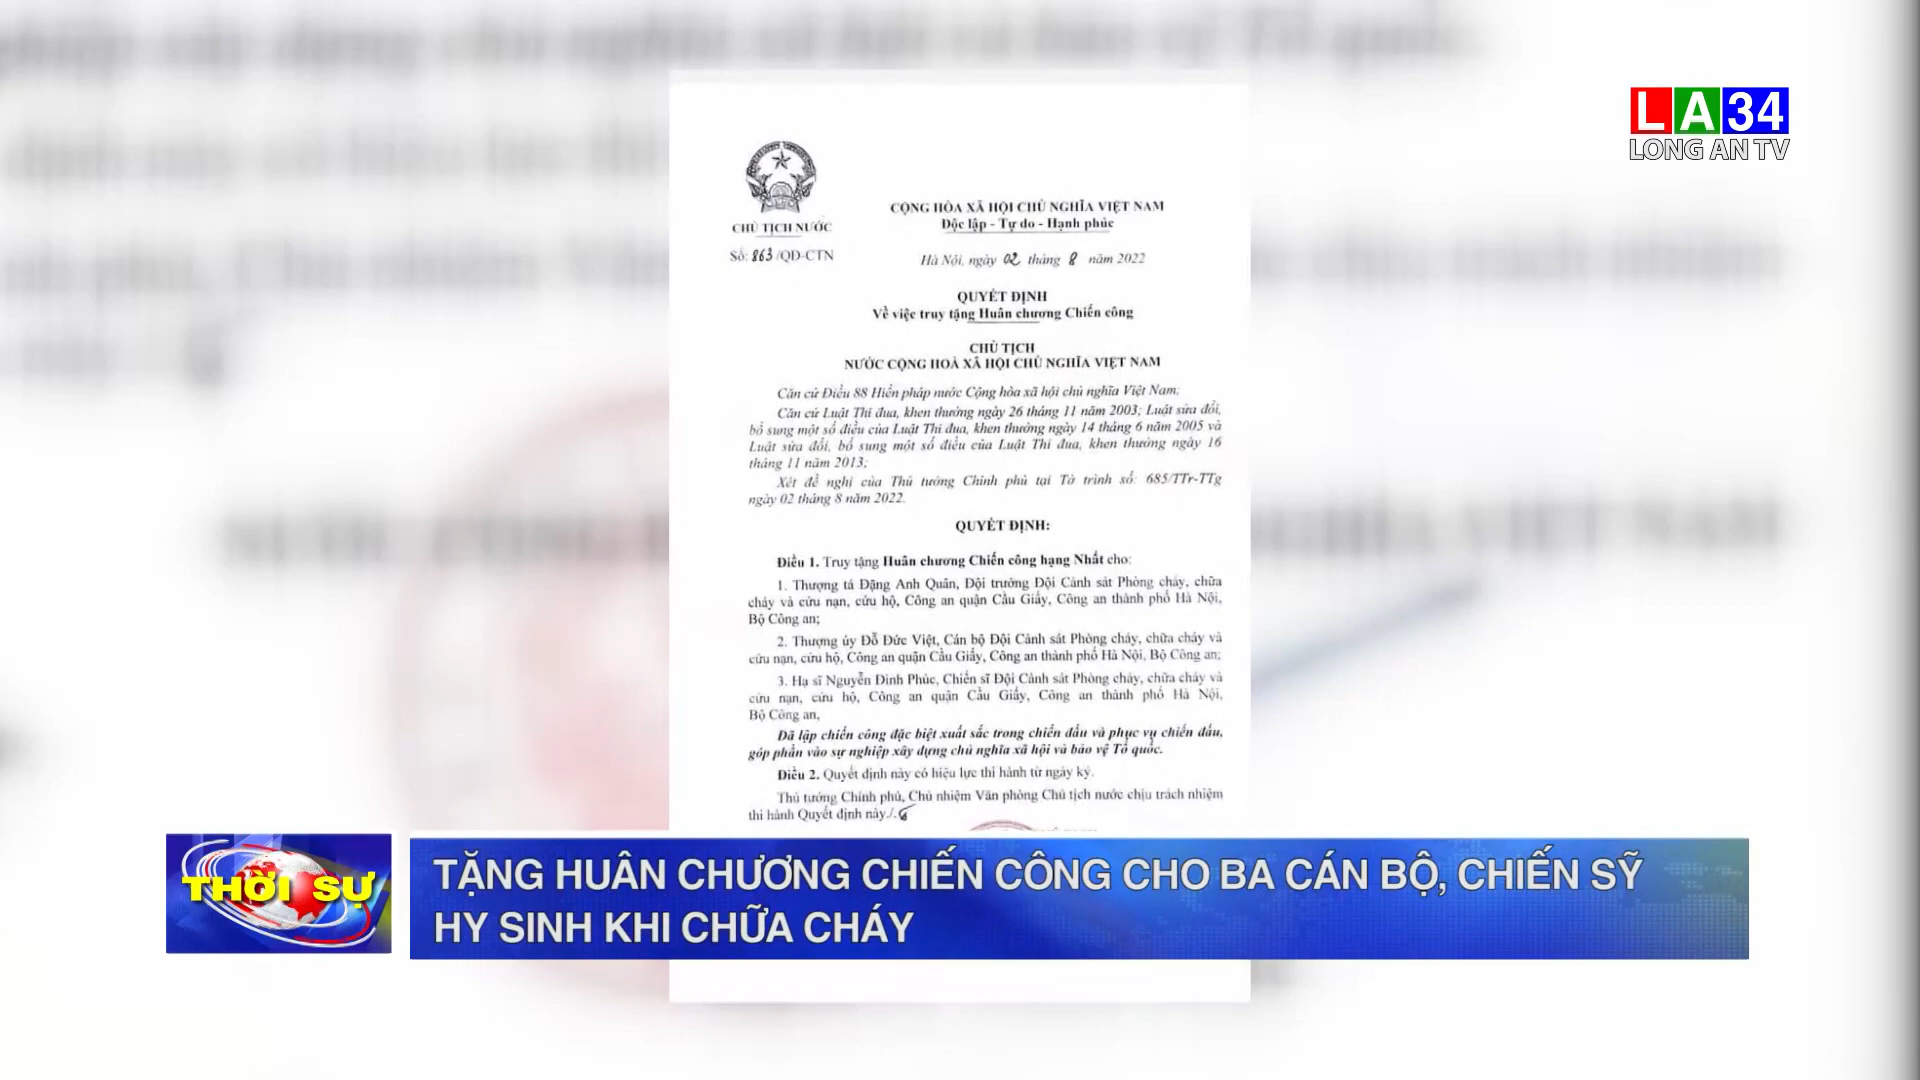 LA34
LONG AN TV
CHỦ TỊCH NƯỚC
Số: 863/QĐ-CTN
CỘNG HÒA XÃ HỘI CHỦ NGHĨA VIỆT NAM
Độc lập - Tự do - Hạnh phúc
Hà Nội, ngày 02 tháng 8 năm 2022
QUYẾT ĐỊNH
Về việc truy tặng Huân chương Chiến công
CHỦ TỊCH
NƯỚC CỘNG HOÀ XÃ HỘI CHỦ NGHĨA VIỆT NAM
Căn cứ Điều 88 Hiến pháp nước Cộng hòa xã hội chủ nghĩa Việt Nam;
Căn cứ Luật Thi đua, khen thưởng ngày 26 tháng 11 năm 2003; Luật sửa đổi,
bổ sung một số điều của Luật Thi đua, khen thưởng ngày 14 tháng 6 năm 2005 và
Luật sửa đổi, bổ sung một số điều của Luật Thi đua, khen thưởng ngày 16
tháng 11 năm 2013;
Xét đề nghị của Thủ tướng Chính phủ tại Tờ trình số: 685/TTr-TTg
ngày 02 tháng 8 năm 2022.
QUYẾT ĐỊNH:
Điều 1. Truy tặng Huân chương Chiến công hạng Nhất cho:
1. Thượng tá Đặng Anh Quân, Đội trưởng Đội Cảnh sát Phòng cháy, chữa
cháy và cứu nạn, cứu hộ, Công an quận Cầu Giấy, Công an thành phố Hà Nội,
Bộ Công an;
2. Thượng úy Đỗ Đức Việt, Cán bộ Đội Cảnh sát Phòng cháy, chữa cháy và
cứu nạn, cứu hộ, Công an quận Cầu Giấy, Công an thành phố Hà Nội, Bộ Công an;
3. Hạ sĩ Nguyễn Đình Phúc, Chiến sĩ Đội Cảnh sát Phòng cháy, chữa cháy và
cứu nạn, cứu hộ, Công an quận Cầu Giấy, Công an thành phố Hà Nội,
Bộ Công an,
Đã lập chiến công đặc biệt xuất sắc trong chiến đấu và phục vụ chiến đấu,
góp phần vào sự nghiệp xây dựng chủ nghĩa xã hội và bảo vệ Tổ quốc.
Điều 2. Quyết định này có hiệu lực thi hành từ ngày ký.
Thủ tướng Chính phủ, Chủ nhiệm Văn phòng Chủ tịch nước chịu trách nhiệm
thi hành Quyết định này./.
THỜI SỰ
TẶNG HUÂN CHƯƠNG CHIẾN CÔNG CHO BA CÁN BỘ, CHIẾN SỸ
HY SINH KHI CHỮA CHÁY